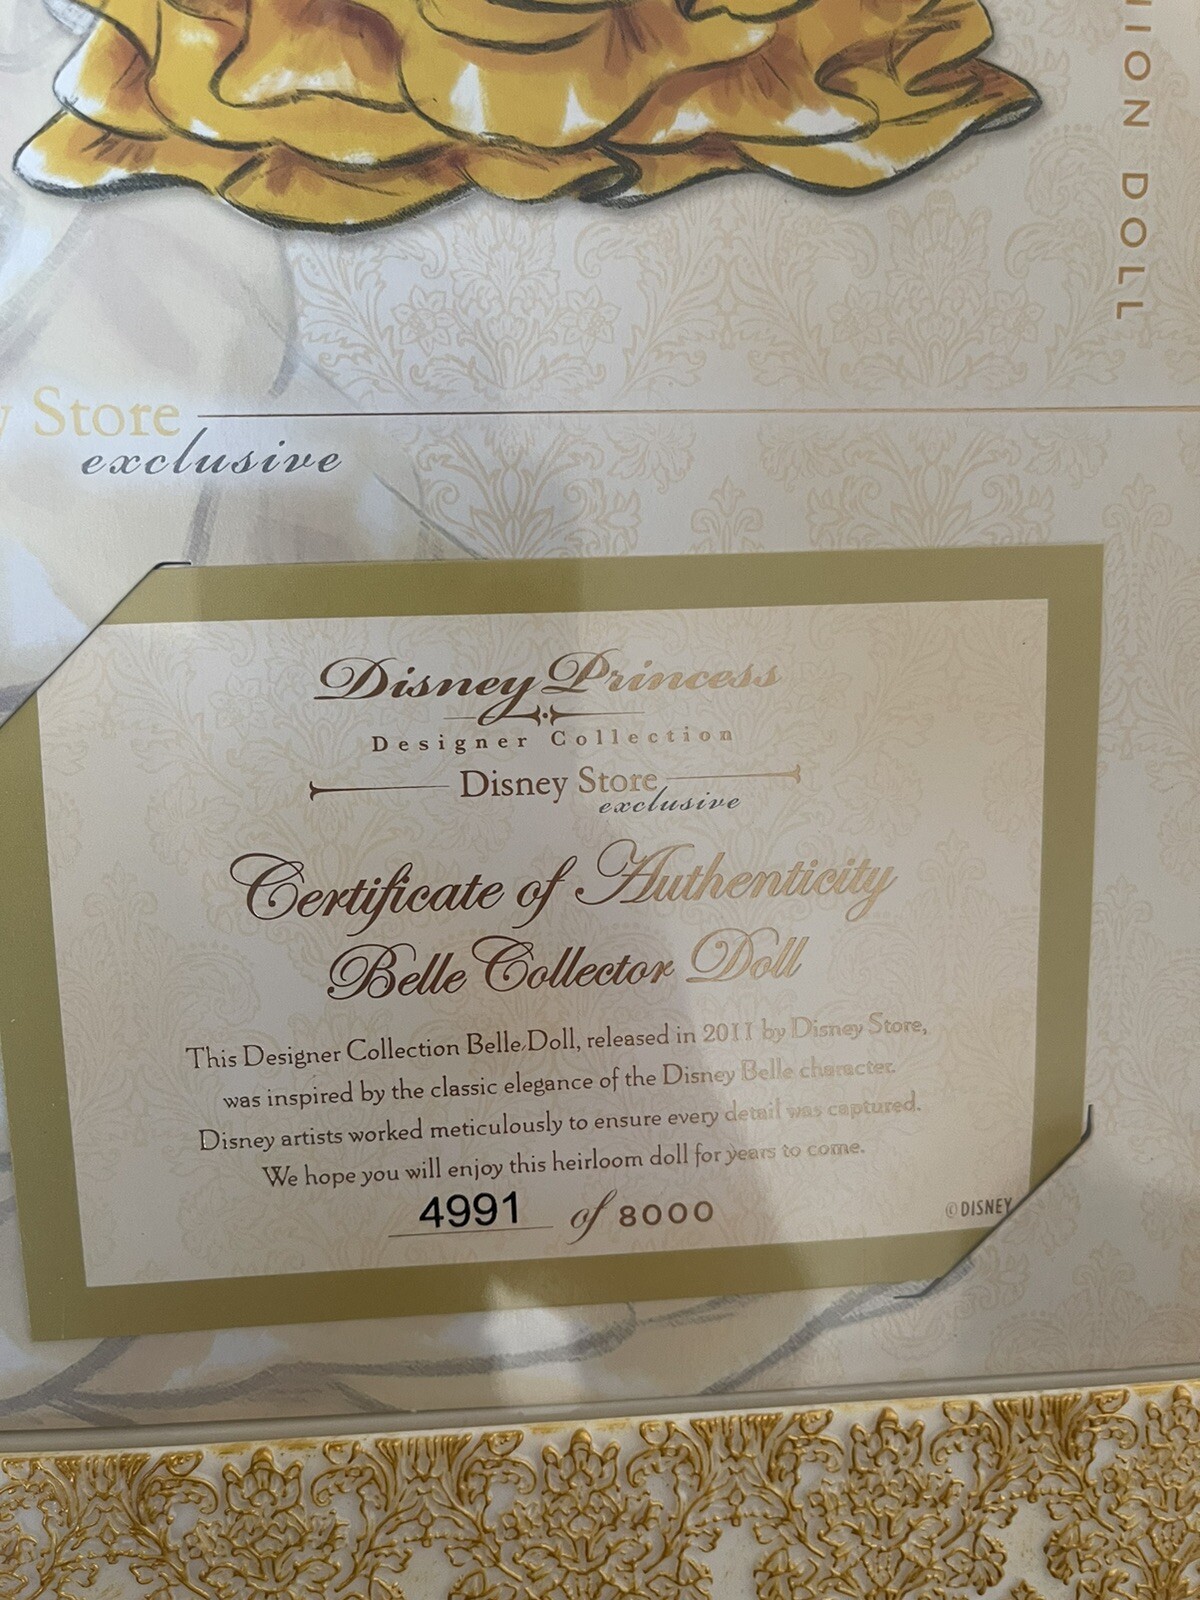 HION DOLL
y Store
exclusive
Disney Princess
Designer Collection
Disney Store
exclusive
Certificate of Authenticity
Belle Collector Doll
This Designer Collection Belle Doll, released in 2011 by Disney Store,
was inspired by the classic elegance of the Disney Belle character.
Disney artists worked meticulously to ensure every detail was captured.
We hope you will enjoy this heirloom doll for years to come.
4991 of 8000
©DISNEY